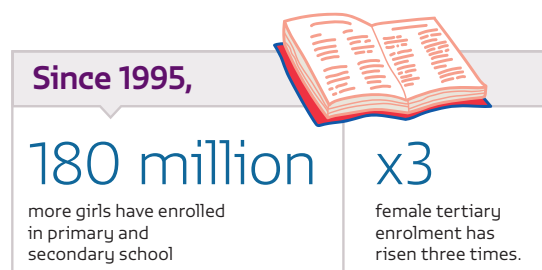 Since 1995,
180 million
more girls have enrolled
in primary and
secondary school
x3
female tertiary
enrolment has
risen three times.